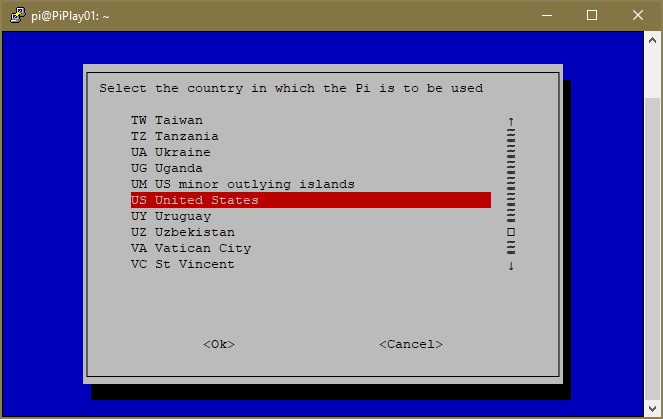 pi@PiPlay01: ~
Select the country in which the Pi is to be used
TW Taiwan
TZ Tanzania
UA Ukraine
UG Uganda
UM US minor outlying islands
US United States
UY Uruguay
UZ Uzbekistan
VA Vatican City
VC St Vincent
<Ok> <Cancel>